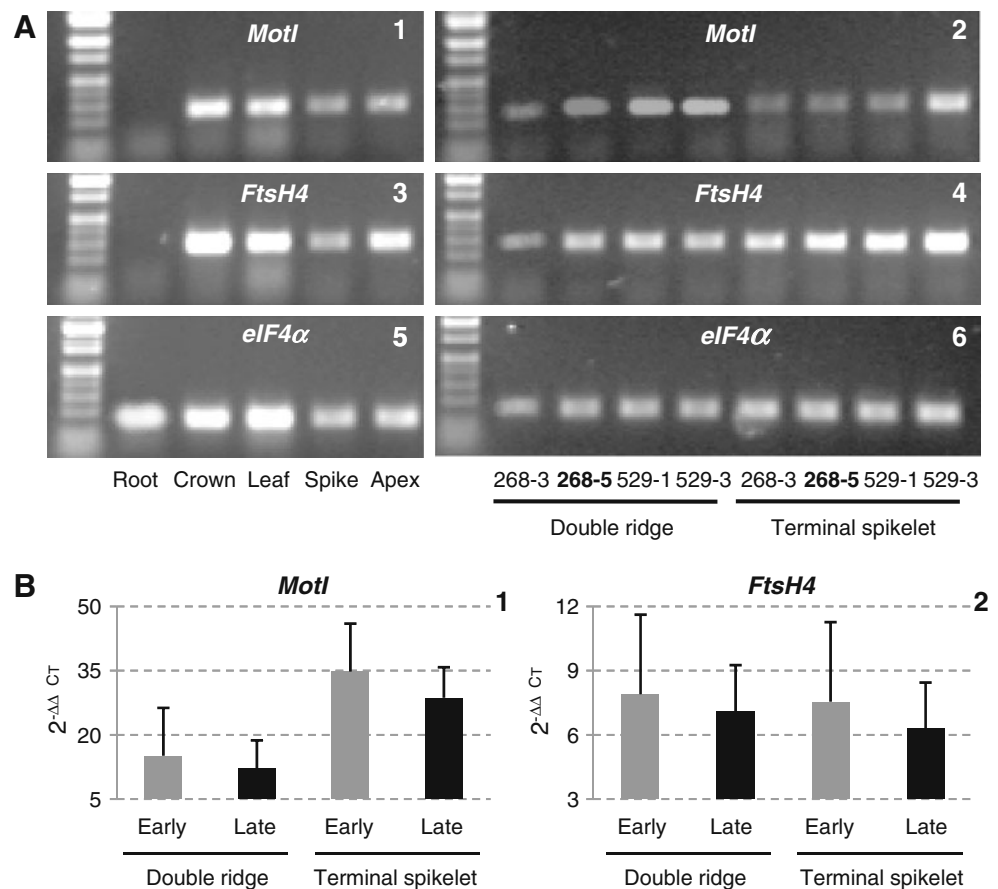 A
MotI 1
MotI 2
FtsH4 3
FtsH4 4
eIF4α 5
eIF4α 6
Root Crown Leaf Spike Apex
268-3 268-5 529-1 529-3 268-3 268-5 529-1 529-3
Double ridge Terminal spikelet
B
MotI 1
50
35
20
5
2-ΔΔ CT
Early Late Early Late
Double ridge Terminal spikelet
FtsH4 2
12
9
6
3
2-ΔΔ CT
Early Late Early Late
Double ridge Terminal spikelet